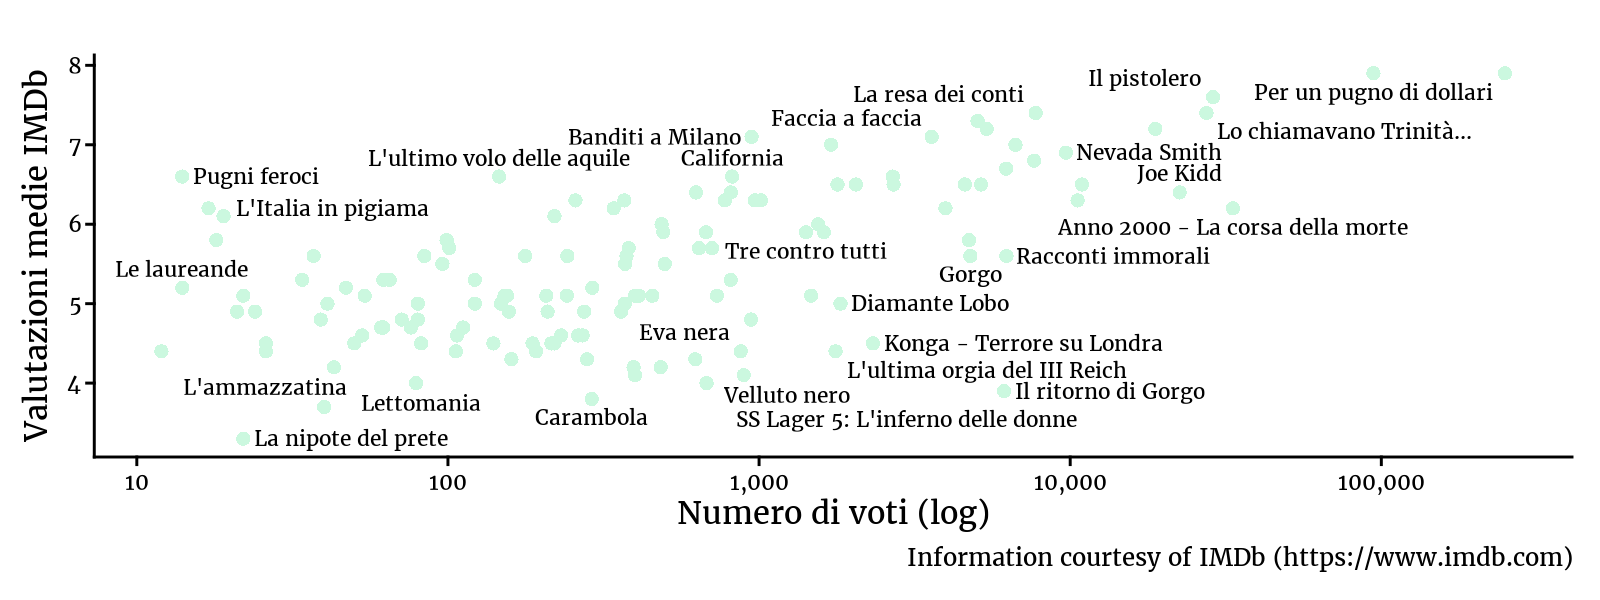 8
Il pistolero
Per un pugno di dollari
La resa dei conti
Faccia a faccia
Lo chiamavano Trinità...
Banditi a Milano
7
L'ultimo volo delle aquile
California
Nevada Smith
Joe Kidd
Pugni feroci
L'Italia in pigiama
6
Anno 2000 - La corsa della morte
Tre contro tutti
Racconti immorali
Le laureande
Gorgo
5
Diamante Lobo
Eva nera
Konga - Terrore su Londra
L'ultima orgia del III Reich
4
L'ammazzatina
Il ritorno di Gorgo
Velluto nero
Lettomania
Carambola
SS Lager 5: L'inferno delle donne
La nipote del prete
Valutazioni medie IMDb
10
100
1,000
10,000
100,000
Numero di voti (log)
Information courtesy of IMDb (https://www.imdb.com)